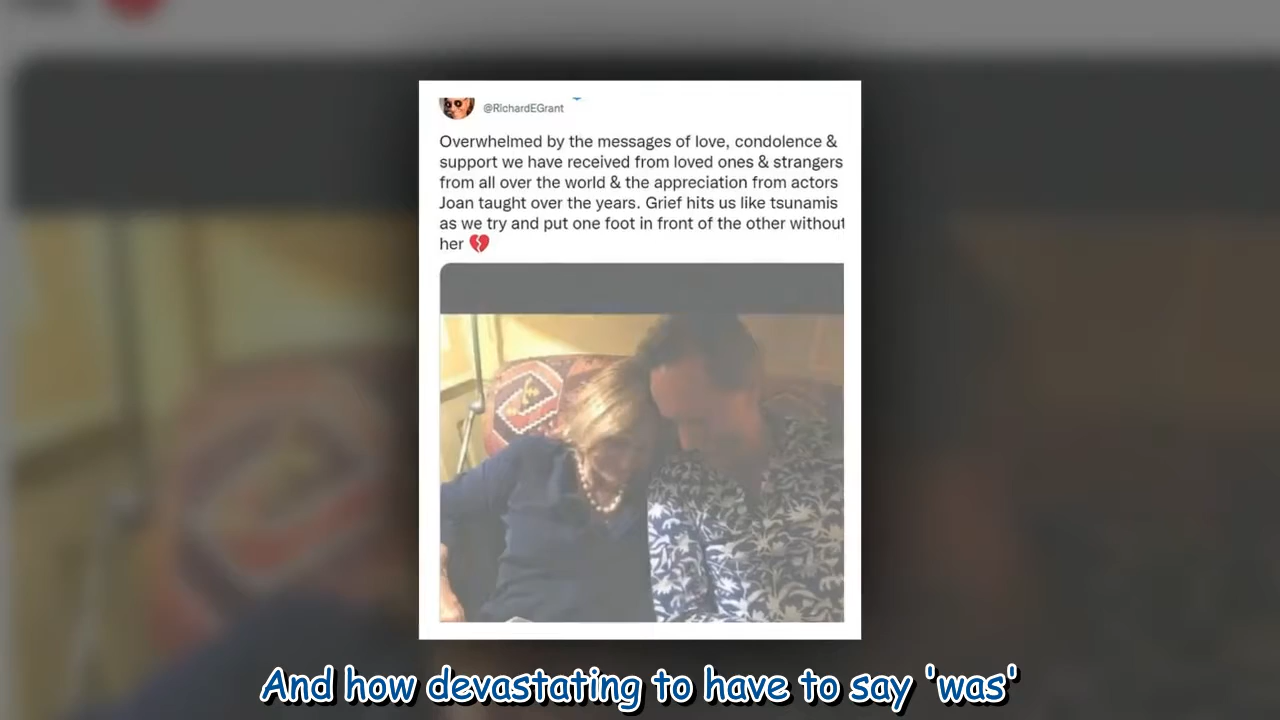 @RichardEGrant
Overwhelmed by the messages of love, condolence &
support we have received from loved ones & strangers
from all over the world & the appreciation from actors
Joan taught over the years. Grief hits us like tsunamis
as we try and put one foot in front of the other without
her 💔
And how devastating to have to say 'was'